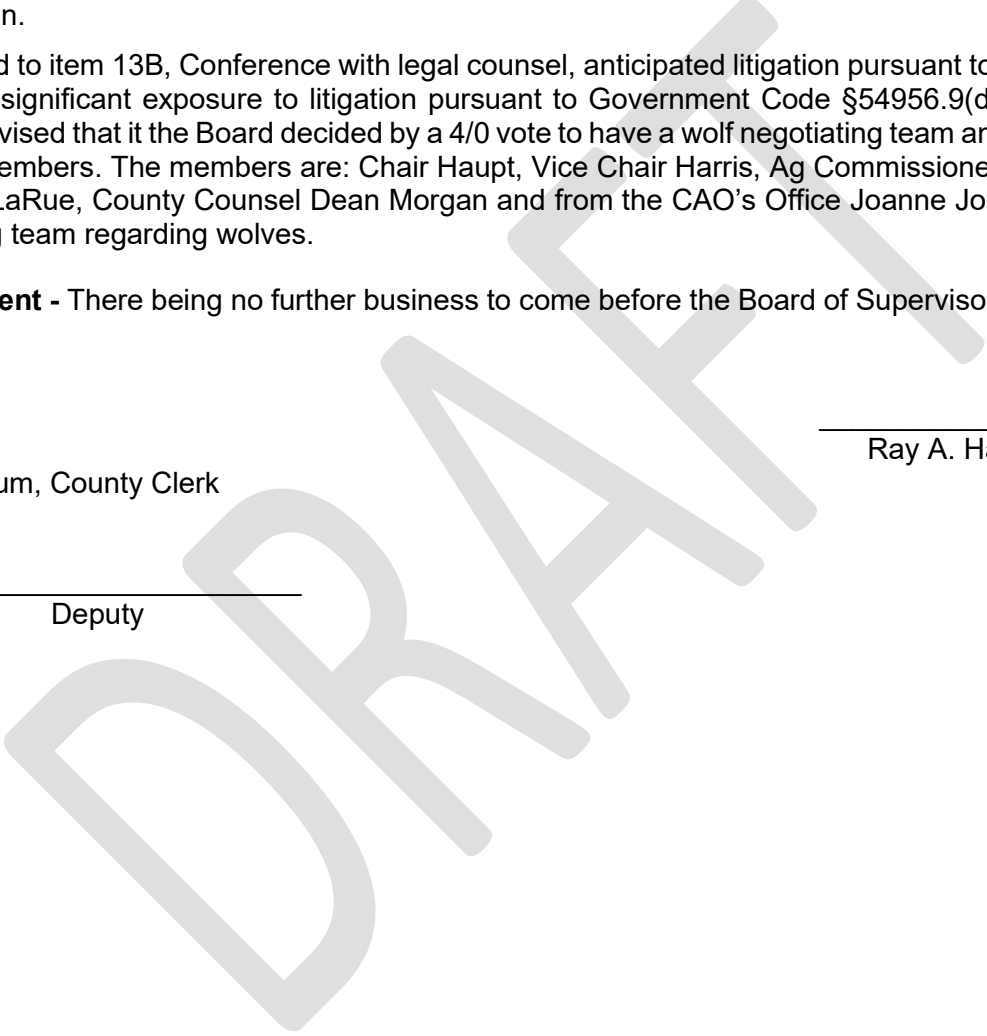 n.
d to item 13B, Conference with legal counsel, anticipated litigation pursuant to
significant exposure to litigation pursuant to Government Code §54956.9(d
vised that it the Board decided by a 4/0 vote to have a wolf negotiating team an
embers. The members are: Chair Haupt, Vice Chair Harris, Ag Commissione
LaRue, County Counsel Dean Morgan and from the CAO’s Office Joanne Jo
g team regarding wolves.
ent - There being no further business to come before the Board of Superviso
Ray A. Ha
um, County Clerk
Deputy
DRAFT